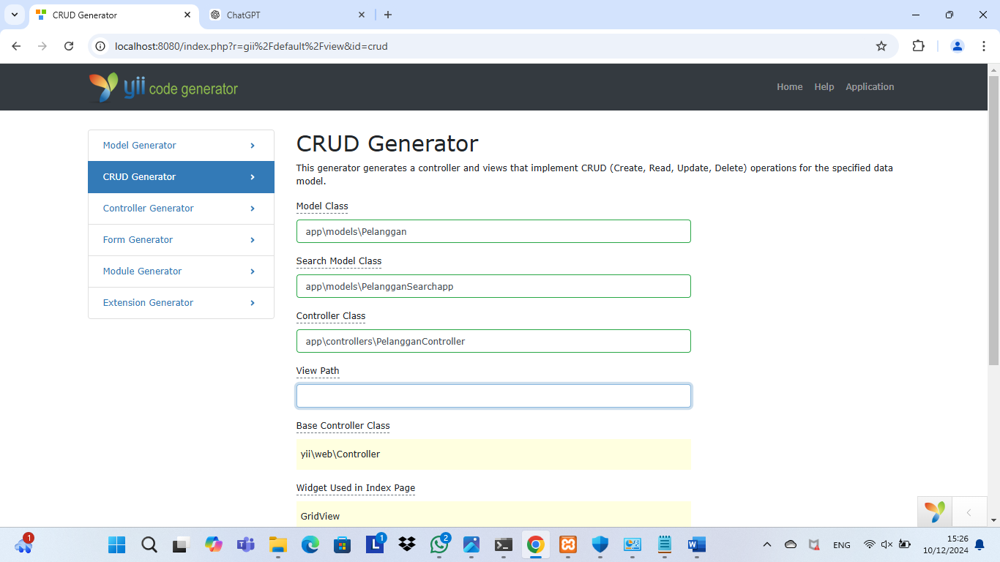 CRUD Generator
ChatGPT
localhost:8080/index.php?r=gii%2Fdefault%2Fview&id=crud
yii code generator
Home
Help
Application
Model Generator
CRUD Generator
Controller Generator
Form Generator
Module Generator
Extension Generator
CRUD Generator
This generator generates a controller and views that implement CRUD (Create, Read, Update, Delete) operations for the specified data
model.
Model Class
app\models\Pelanggan
Search Model Class
app\models\PelangganSearchapp
Controller Class
app\controllers\PelangganController
View Path
Base Controller Class
yii\web\Controller
Widget Used in Index Page
GridView
1
L
1
2
W
ENG
15:26
10/12/2024